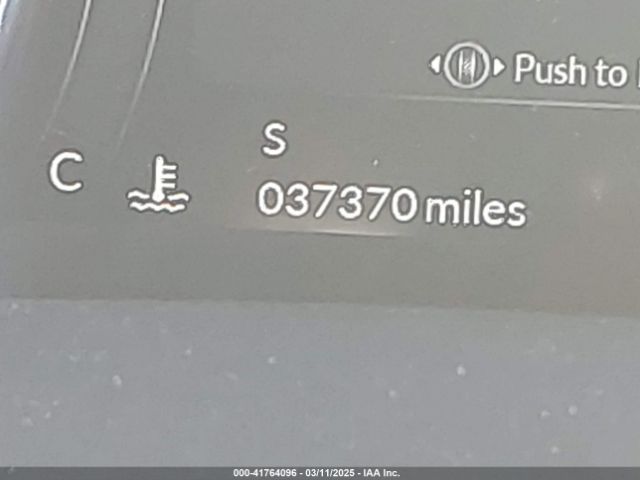 Push to
S
C
037370 miles
000-41764096 - 03/11/2025 - IAA Inc.